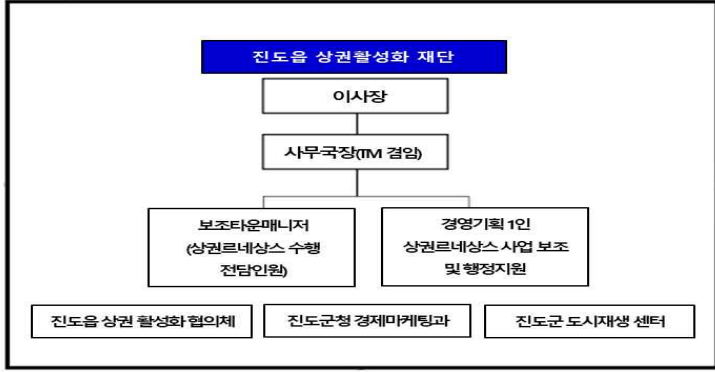 진도읍 상권활성화 재단
이사장
사무국장(TM 겸임)
보조타운매니저
(상권르네상스 수행
전담인원)
경영기획 1인
상권르네상스 사업 보조
및 행정지원
진도읍 상권 활성화 협의체
진도군청 경제마케팅과
진도군 도시재생 센터